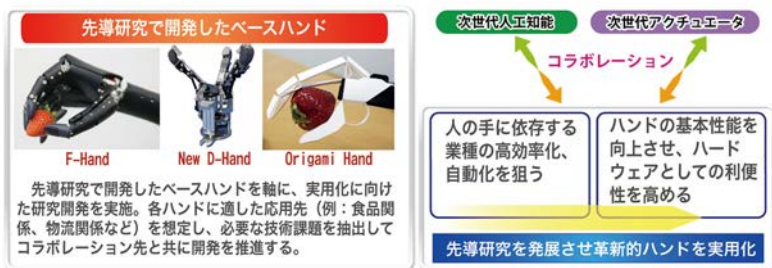 先導研究で開発したベースハンド
F-Hand
New D-Hand
Origami Hand
先導研究で開発したベースハンドを軸に、実用化に向け
た研究開発を実施。各ハンドに適した応用先（例：食品関
係、物流関係など）を想定し、必要な技術課題を抽出して
コラボレーション先と共に開発を推進する。
次世代人工知能
次世代アクチュエータ
コラボレーション
人の手に依存する
業種の高効率化、
自動化を狙う
ハンドの基本性能を
向上させ、ハード
ウェアとしての利便
性を高める
先導研究を発展させ革新的ハンドを実用化